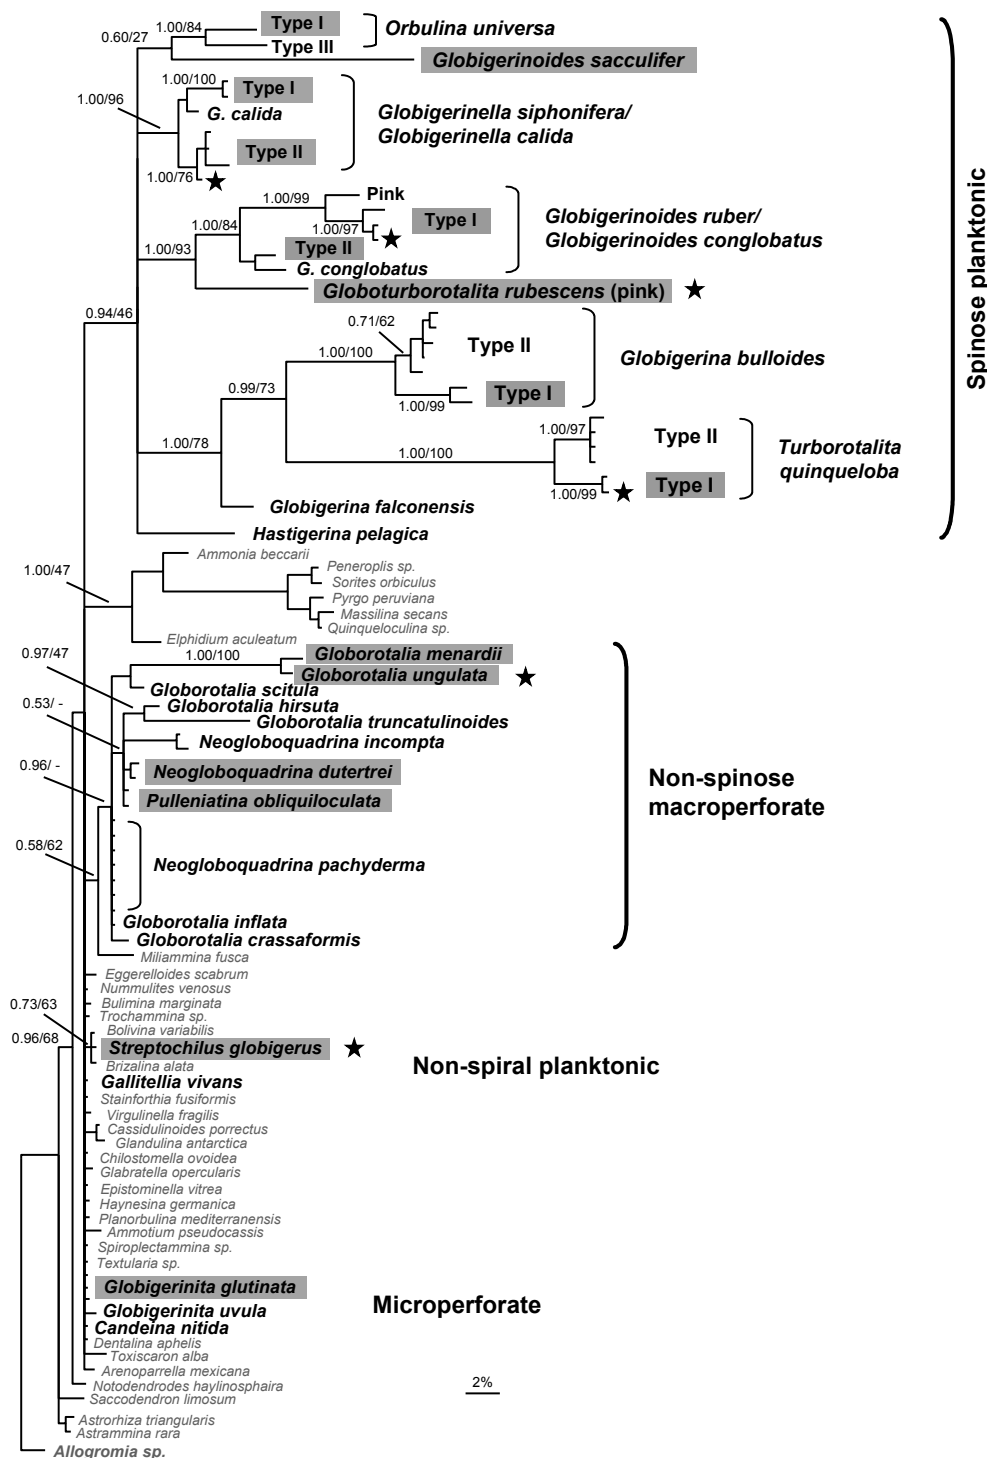 1.00/84
Type I
Orbulina universa
0.60/27
Type III
Globigerinoides sacculifer
1.00/100
Type I
1.00/96
G. calida
Globigerinella siphonifera/
Globigerinella calida
Type II
1.00/76
Spinose planktonic
1.00/99
Pink
1.00/84
1.00/97
Type I
Globigerinoides ruber/
Globigerinoides conglobatus
1.00/93
Type II
G. conglobatus
Globoturborotalita rubescens (pink)
0.94/46
0.71/62
1.00/100
Type II
Globigerina bulloides
0.99/73
Type I
1.00/99
1.00/97
Type II
1.00/78
1.00/100
Turborotalita
quinqueloba
1.00/99
Type I
Globigerina falconensis
Hastigerina pelagica
Ammonia beccarii
1.00/47
Peneroplis sp.
Sorites orbiculus
Pyrgo peruviana
Massilina secans
Quinqueloculina sp.
Elphidium aculeatum
0.97/47
1.00/100
Globorotalia menardii
Globorotalia ungulata
Globorotalia scitula
0.53/ -
Globorotalia hirsuta
Globorotalia truncatulinoides
Neogloboquadrina incompta
0.96/ -
Neogloboquadrina dutertrei
Non-spinose
macroperforate
Pulleniatina obliquiloculata
0.58/62
Neogloboquadrina pachyderma
Globorotalia inflata
Globorotalia crassaformis
Miliammina fusca
Eggerelloides scabrum
Nummulites venosus
0.73/63
Bulimina marginata
Trochammina sp.
Bolivina variabilis
0.96/68
Streptochilus globigerus
Non-spiral planktonic
Brizalina alata
Gallitellia vivans
Stainforthia fusiformis
Virgulinella fragilis
Cassidulinoides porrectus
Glandulina antarctica
Chilostomella ovoidea
Glabratella opercularis
Epistominella vitrea
Haynesina germanica
Planorbulina mediterranensis
Ammotium pseudocassis
Spiroplectammina sp.
Textularia sp.
Globigerinita glutinata
Microperforate
Globigerinita uvula
Candeina nitida
Dentalina aphelis
Toxiscaron alba
Arenoparrella mexicana
2%
Notodendrodes haylinosphaira
Saccodendron limosum
Astrorhiza triangularis
Astrammina rara
Allogromia sp.